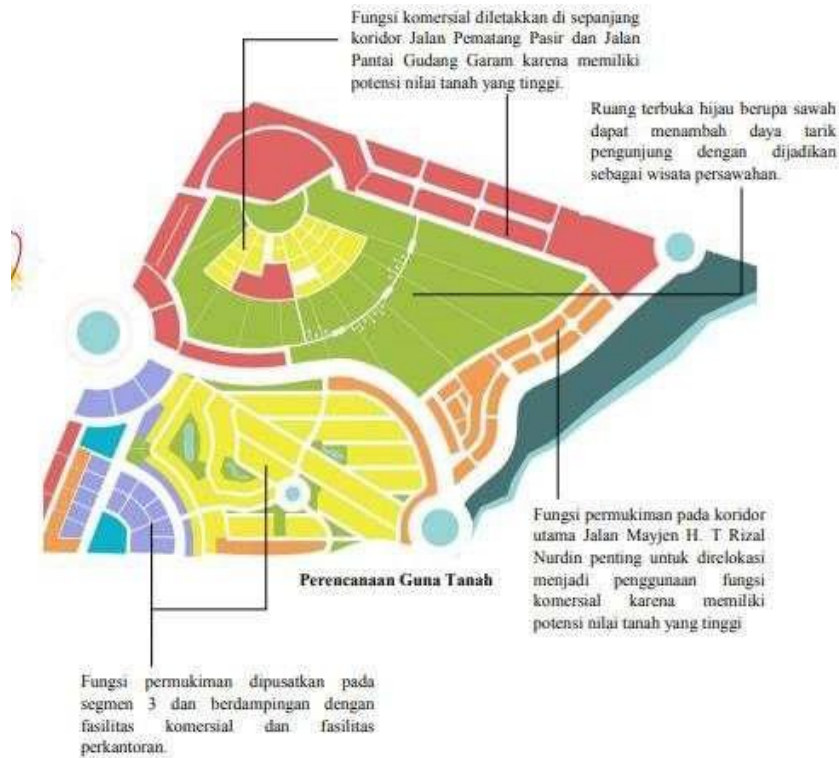 Fungsi komersial diletakkan di sepanjang
koridor Jalan Pematang Pasir dan Jalan
Pantai Gudang Garam karena memiliki
potensi nilai tanah yang tinggi.
Ruang terbuka hijau berupa sawah
dapat menambah daya tarik
pengunjung dengan dijadikan
sebagai wisata persawahan.
Fungsi permukiman pada koridor
utama Jalan Mayjen H. T Rizal
Nurdin penting untuk direlokasi
menjadi penggunaan fungsi
komersial karena memiliki
potensi nilai tanah yang tinggi
Perencanaan Guna Tanah
Fungsi permukiman dipusatkan pada
segmen 3 dan berdampingan dengan
fasilitas komersial dan fasilitas
perkantoran.